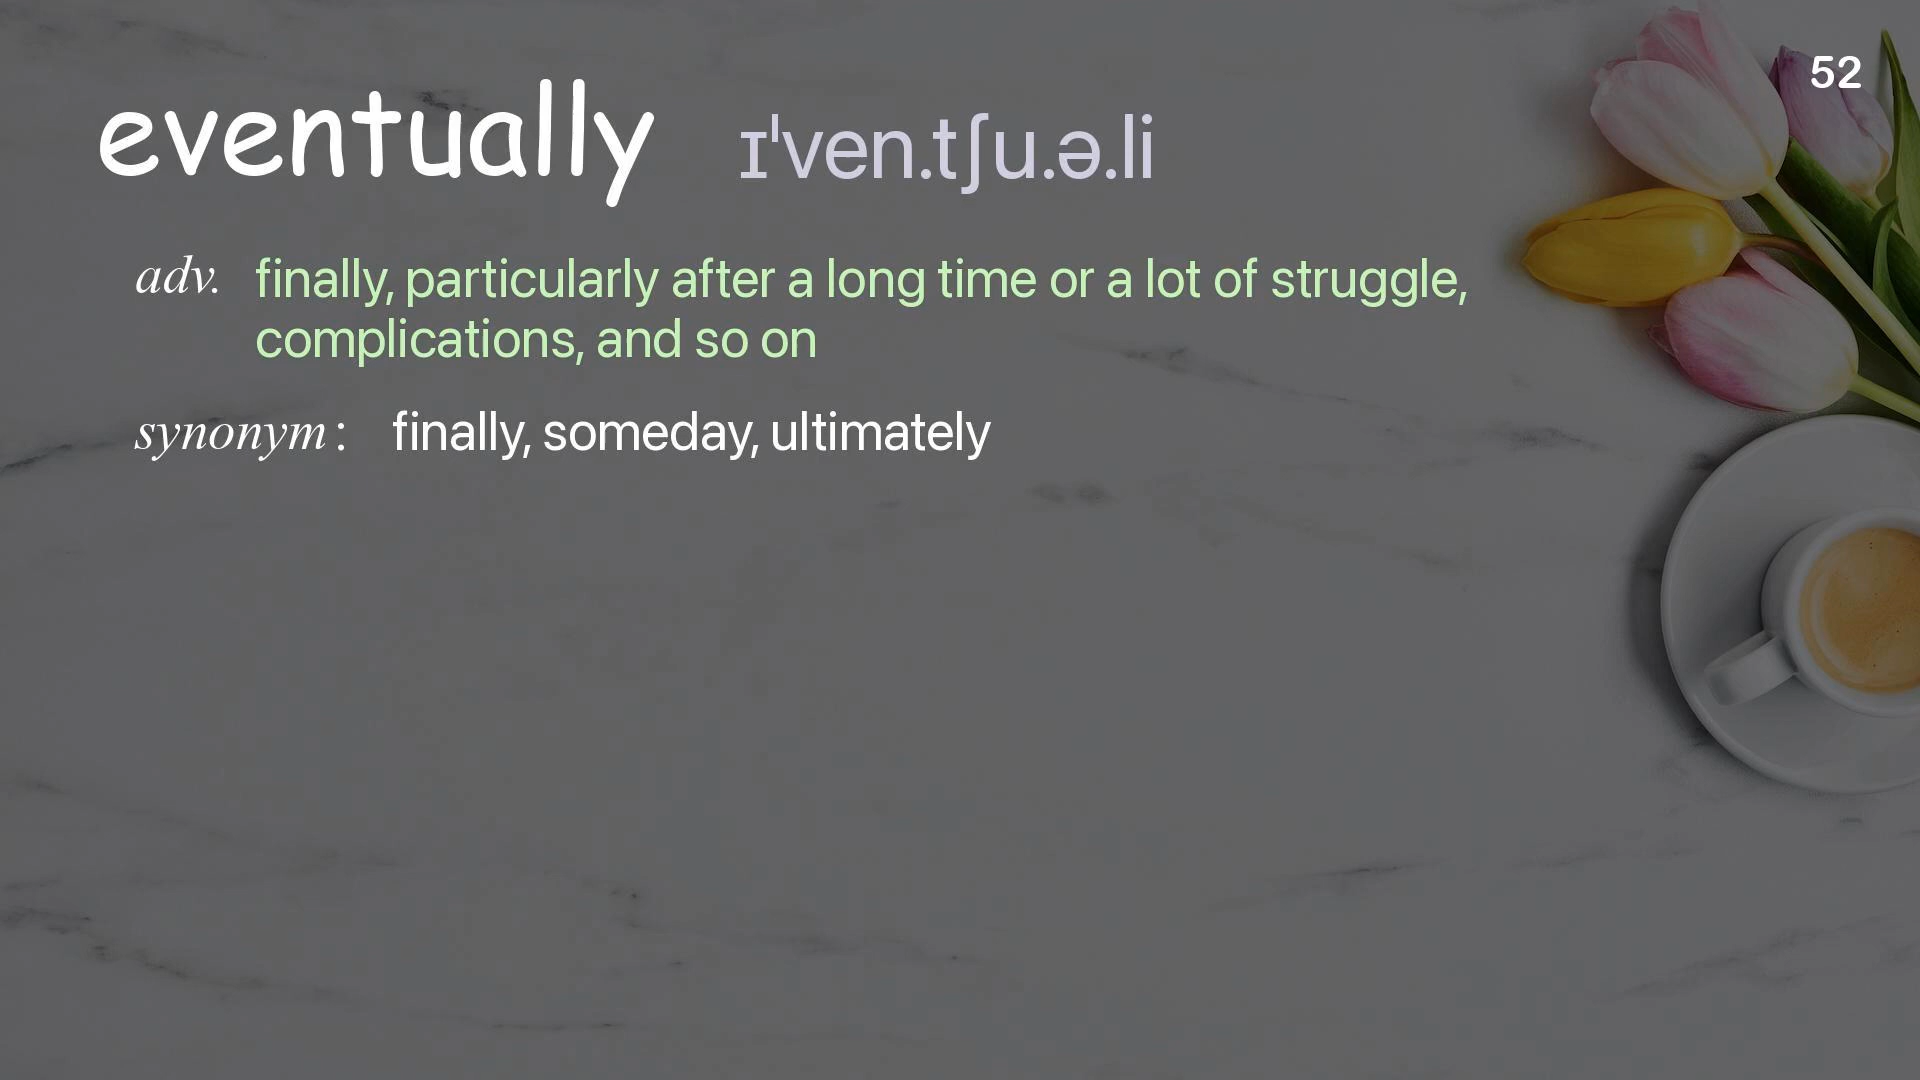 52
eventually ɪˈven.tʃu.ə.li
adv. finally, particularly after a long time or a lot of struggle,
complications, and so on
synonym: finally, someday, ultimately